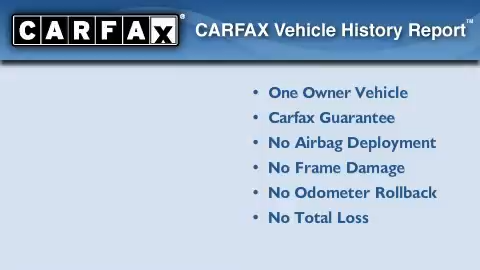 CARFAX® CARFAX Vehicle History Report™
• One Owner Vehicle
• Carfax Guarantee
• No Airbag Deployment
• No Frame Damage
• No Odometer Rollback
• No Total Loss